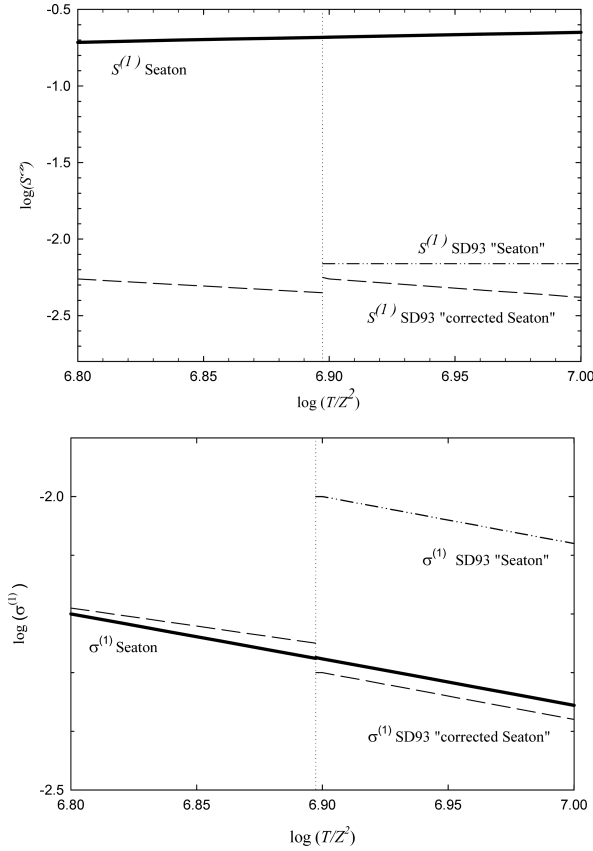 -0.5
S^(1) Seaton
-1.0
-1.5
log(S^(1))
-2.0
S^(1) SD93 "Seaton"
S^(1) SD93 "corrected Seaton"
-2.5
6.80 6.85 6.90 6.95 7.00
log (T/Z^2)
-2.0
σ^(1) SD93 "Seaton"
log (σ^(1))
σ^(1) Seaton
σ^(1) SD93 "corrected Seaton"
-2.5
6.80 6.85 6.90 6.95 7.00
log (T/Z^2)